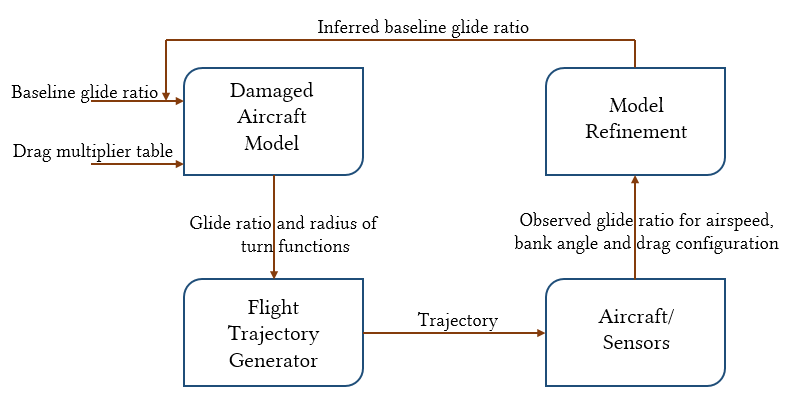 Inferred baseline glide ratio
Baseline glide ratio
Drag multiplier table
Damaged
Aircraft
Model
Model
Refinement
Glide ratio and radius of
turn functions
Observed glide ratio for airspeed,
bank angle and drag configuration
Flight
Trajectory
Generator
Trajectory
Aircraft/
Sensors